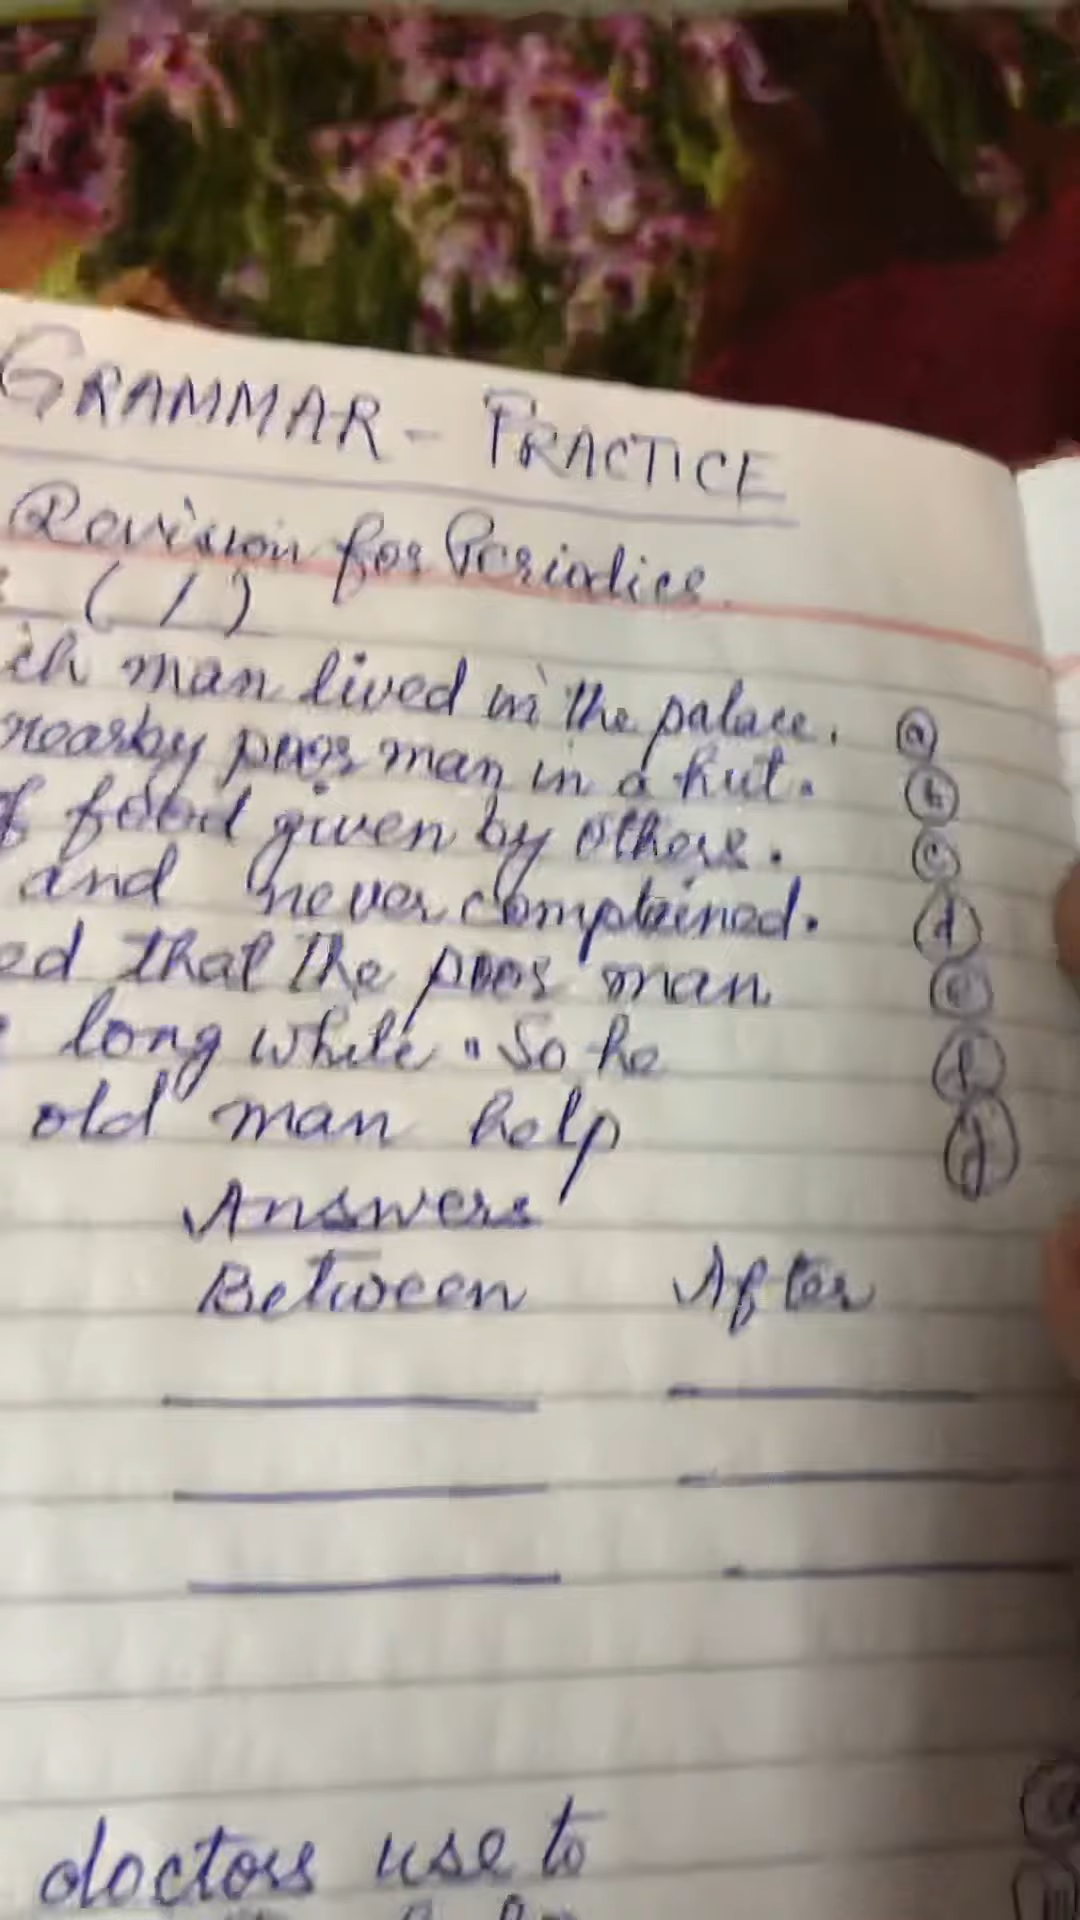 GRAMMAR - PRACTICE
Revision for Periodics.
( / )
ich man lived in the palace. (a)
nearby poor man in a hut. (b)
of food given by others. (c)
and never complained. (d)
ed that the poor man (e)
long while. So he (f)
old man help (g)
Answers
Between After
doctors use to